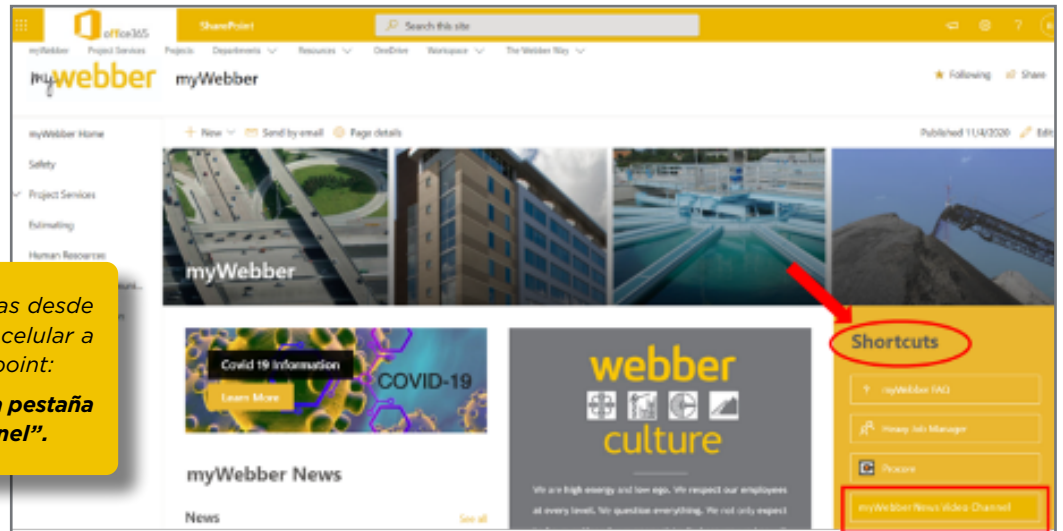 office365
SharePoint
Search this site
?
myWebber Project Services Projects Departments Resources OneDrive Workspace The Webber Way
my webber
myWebber
Following
Share
myWebber Home
+ New
Send by email
Page details
Published 11/4/2020
Edit
Safety
Project Services
Estimating
Human Resources
myWebber
as desde
celular a
point:
pestaña
nel”.
Covid 19 Information
Learn More
COVID-19
webber
culture
We are high energy and low ego. We respect our employees
at every level. We question everything. We not only expect
myWebber News
News
See all
Shortcuts
myWebber FAQ
Heavy Job Manager
Procore
myWebber News Video Channel